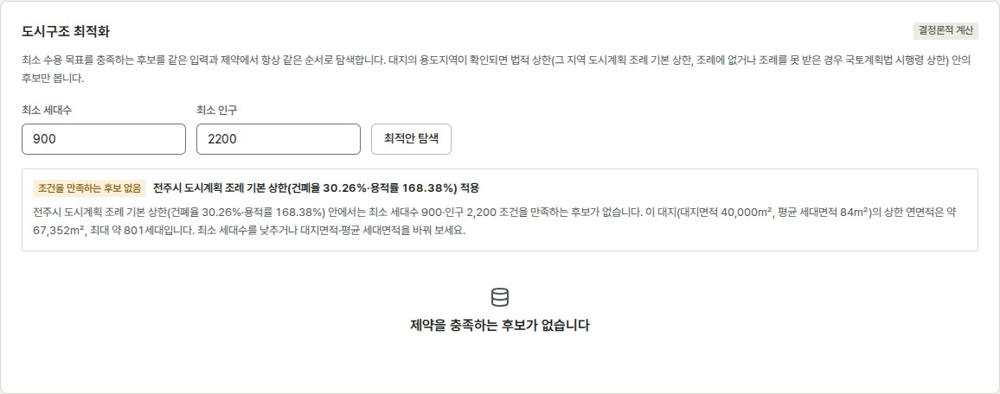 도시구조 최적화
결정론적 계산
최소 수용 목표를 충족하는 후보를 같은 입력과 제약에서 항상 같은 순서로 탐색합니다. 대지의 용도지역이 확인되면 법적 상한(그 지역 도시계획 조례 기본 상한, 조례에 없거나 조례를 못 받은 경우 국토계획법 시행령 상한) 안의
후보만 봅니다.
최소 세대수
최소 인구
900
2200
최적안 탐색
조건을 만족하는 후보 없음 전주시 도시계획 조례 기본 상한(건폐율 30.26%·용적률 168.38%) 적용
전주시 도시계획 조례 기본 상한(건폐율 30.26%·용적률 168.38%) 안에서는 최소 세대수 900·인구 2,200 조건을 만족하는 후보가 없습니다. 이 대지(대지면적 40,000m², 평균 세대면적 84m²)의 상한 연면적은 약
67,352m², 최대 약 801세대입니다. 최소 세대수를 낮추거나 대지면적·평균 세대면적을 바꿔 보세요.
제약을 충족하는 후보가 없습니다